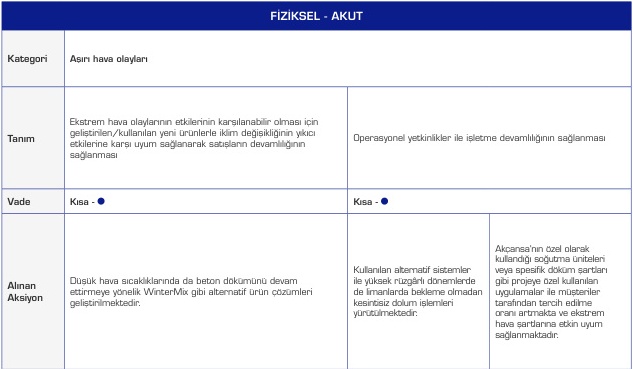 FİZİKSEL - AKUT
Kategori
Aşırı hava olayları
Tanım
Ekstrem hava olaylarının etkilerinin karşılanabilir olması için
geliştirilen/kullanılan yeni ürünlerle iklim değişikliğinin yıkıcı
etkilerine karşı uyum sağlanarak satışların devamlılığının
sağlanması
Operasyonel yetkinlikler ile işletme devamlılığının sağlanması
Vade
Kısa - ●
Kısa - ●
Alınan
Aksiyon
Düşük hava sıcaklıklarında da beton dökümünü devam
ettirmeye yönelik WinterMix gibi alternatif ürün çözümleri
geliştirilmektedir.
Kullanılan alternatif sistemler
ile yüksek rüzgârlı dönemlerde
de limanlarda bekleme olmadan
kesintisiz dolum işlemleri
yürütülmektedir.
Akçansa'nın özel olarak
kullandığı soğutma üniteleri
veya spesifik döküm şartları
gibi projeye özel kullanılan
uygulamalar ile müşteriler
tarafından tercih edilme
oranı artmakta ve ekstrem
hava şartlarına etkin uyum
sağlanmaktadır.